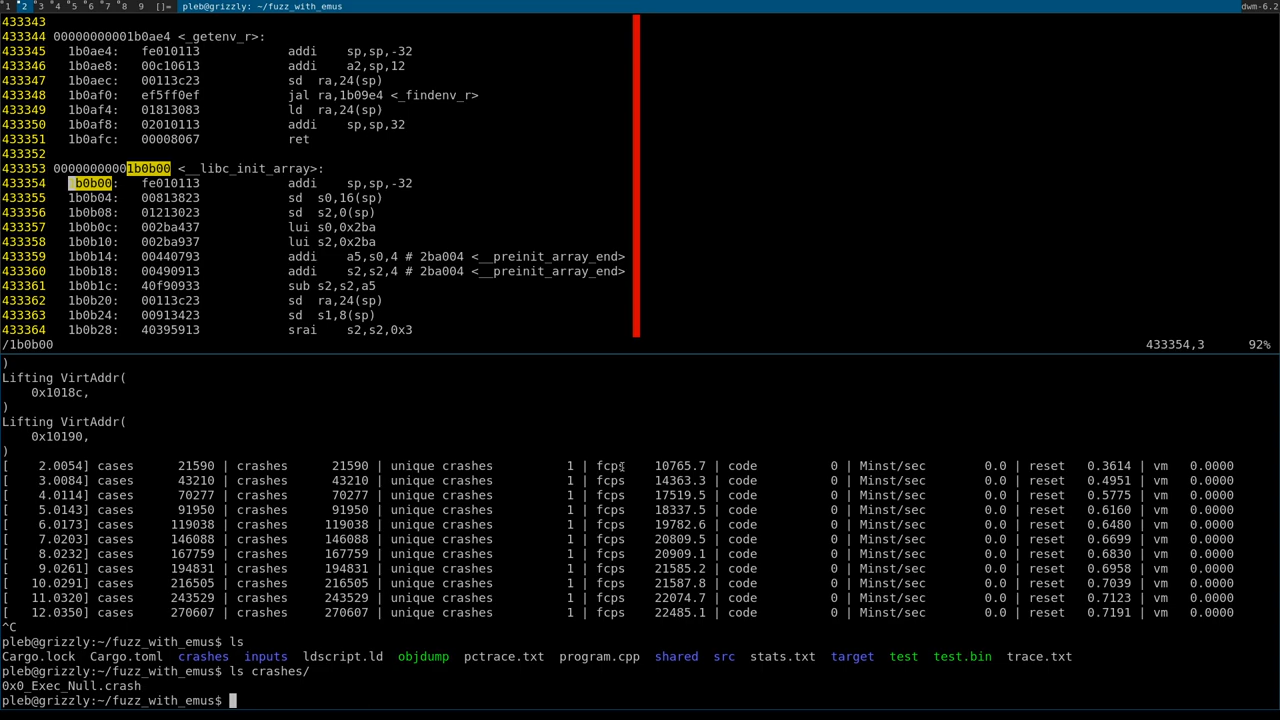 1 2 3 4 5 6 7 8 9 []= pleb@grizzly: ~/fuzz_with_emus dwm-6.2
433343
433344 00000000001b0ae4 <_getenv_r>:
433345 1b0ae4: fe010113 addi sp,sp,-32
433346 1b0ae8: 00c10613 addi a2,sp,12
433347 1b0aec: 00113c23 sd ra,24(sp)
433348 1b0af0: ef5ff0ef jal ra,1b09e4 <_findenv_r>
433349 1b0af4: 01813083 ld ra,24(sp)
433350 1b0af8: 02010113 addi sp,sp,32
433351 1b0afc: 00008067 ret
433352
433353 00000000001b0b00 <__libc_init_array>:
433354 1b0b00: fe010113 addi sp,sp,-32
433355 1b0b04: 00813823 sd s0,16(sp)
433356 1b0b08: 01213023 sd s2,0(sp)
433357 1b0b0c: 002ba437 lui s0,0x2ba
433358 1b0b10: 002ba937 lui s2,0x2ba
433359 1b0b14: 00440793 addi a5,s0,4 # 2ba004 <__preinit_array_end>
433360 1b0b18: 00490913 addi s2,s2,4 # 2ba004 <__preinit_array_end>
433361 1b0b1c: 40f90933 sub s2,s2,a5
433362 1b0b20: 00113c23 sd ra,24(sp)
433363 1b0b24: 00913423 sd s1,8(sp)
433364 1b0b28: 40395913 srai s2,s2,0x3
/1b0b00 433354,3 92%
)
Lifting VirtAddr(
0x1018c,
)
Lifting VirtAddr(
0x10190,
)
[ 2.0054] cases 21590 | crashes 21590 | unique crashes 1 | fcps 10765.7 | code 0 | Minst/sec 0.0 | reset 0.3614 | vm 0.0000
[ 3.0084] cases 43210 | crashes 43210 | unique crashes 1 | fcps 14363.3 | code 0 | Minst/sec 0.0 | reset 0.4951 | vm 0.0000
[ 4.0114] cases 70277 | crashes 70277 | unique crashes 1 | fcps 17519.5 | code 0 | Minst/sec 0.0 | reset 0.5775 | vm 0.0000
[ 5.0143] cases 91950 | crashes 91950 | unique crashes 1 | fcps 18337.5 | code 0 | Minst/sec 0.0 | reset 0.6160 | vm 0.0000
[ 6.0173] cases 119038 | crashes 119038 | unique crashes 1 | fcps 19782.6 | code 0 | Minst/sec 0.0 | reset 0.6480 | vm 0.0000
[ 7.0203] cases 146088 | crashes 146088 | unique crashes 1 | fcps 20809.5 | code 0 | Minst/sec 0.0 | reset 0.6699 | vm 0.0000
[ 8.0232] cases 167759 | crashes 167759 | unique crashes 1 | fcps 20909.1 | code 0 | Minst/sec 0.0 | reset 0.6830 | vm 0.0000
[ 9.0261] cases 194831 | crashes 194831 | unique crashes 1 | fcps 21585.2 | code 0 | Minst/sec 0.0 | reset 0.6958 | vm 0.0000
[ 10.0291] cases 216505 | crashes 216505 | unique crashes 1 | fcps 21587.8 | code 0 | Minst/sec 0.0 | reset 0.7039 | vm 0.0000
[ 11.0320] cases 243529 | crashes 243529 | unique crashes 1 | fcps 22074.7 | code 0 | Minst/sec 0.0 | reset 0.7123 | vm 0.0000
[ 12.0350] cases 270607 | crashes 270607 | unique crashes 1 | fcps 22485.1 | code 0 | Minst/sec 0.0 | reset 0.7191 | vm 0.0000
^C
pleb@grizzly:~/fuzz_with_emus$ ls
Cargo.lock Cargo.toml crashes inputs ldscript.ld objdump pctrace.txt program.cpp shared src stats.txt target test test.bin trace.txt
pleb@grizzly:~/fuzz_with_emus$ ls crashes/
0x0_Exec_Null.crash
pleb@grizzly:~/fuzz_with_emus$